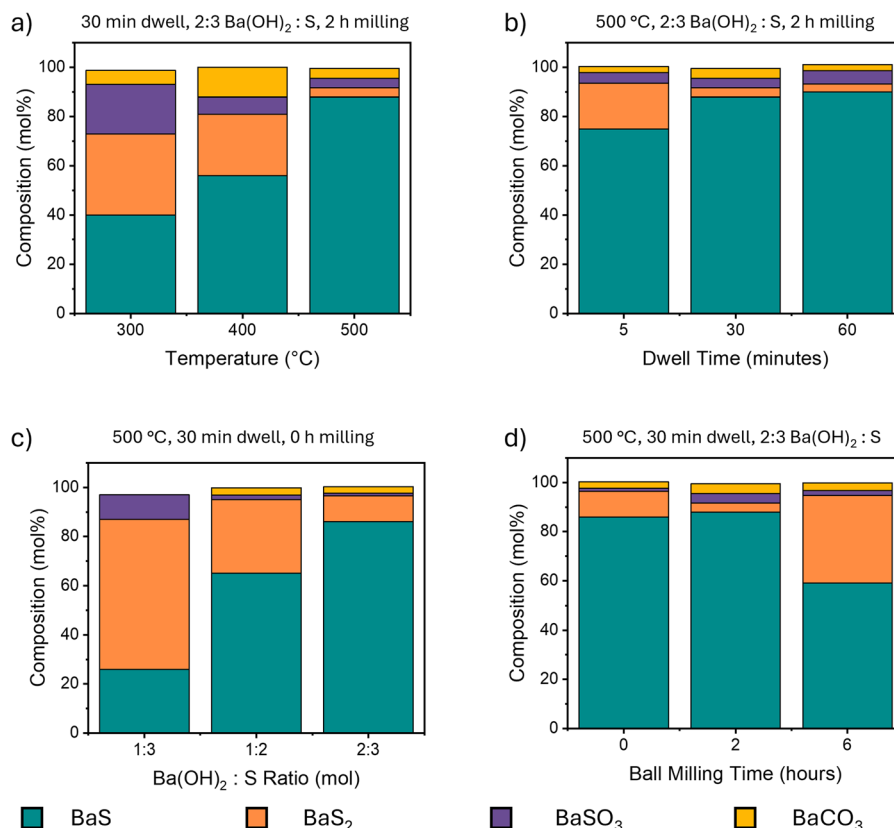 a)
30 min dwell, 2:3 Ba(OH)₂ : S, 2 h milling
100
80
60
40
20
0
Composition (mol%)
300 400 500
Temperature (°C)
b)
500 °C, 2:3 Ba(OH)₂ : S, 2 h milling
100
80
60
40
20
0
Composition (mol%)
5 30 60
Dwell Time (minutes)
c)
500 °C, 30 min dwell, 0 h milling
100
80
60
40
20
0
Composition (mol%)
1:3 1:2 2:3
Ba(OH)₂ : S Ratio (mol)
d)
500 °C, 30 min dwell, 2:3 Ba(OH)₂ : S
100
80
60
40
20
0
Composition (mol%)
0 2 6
Ball Milling Time (hours)
BaS BaS₂ BaSO₃ BaCO₃